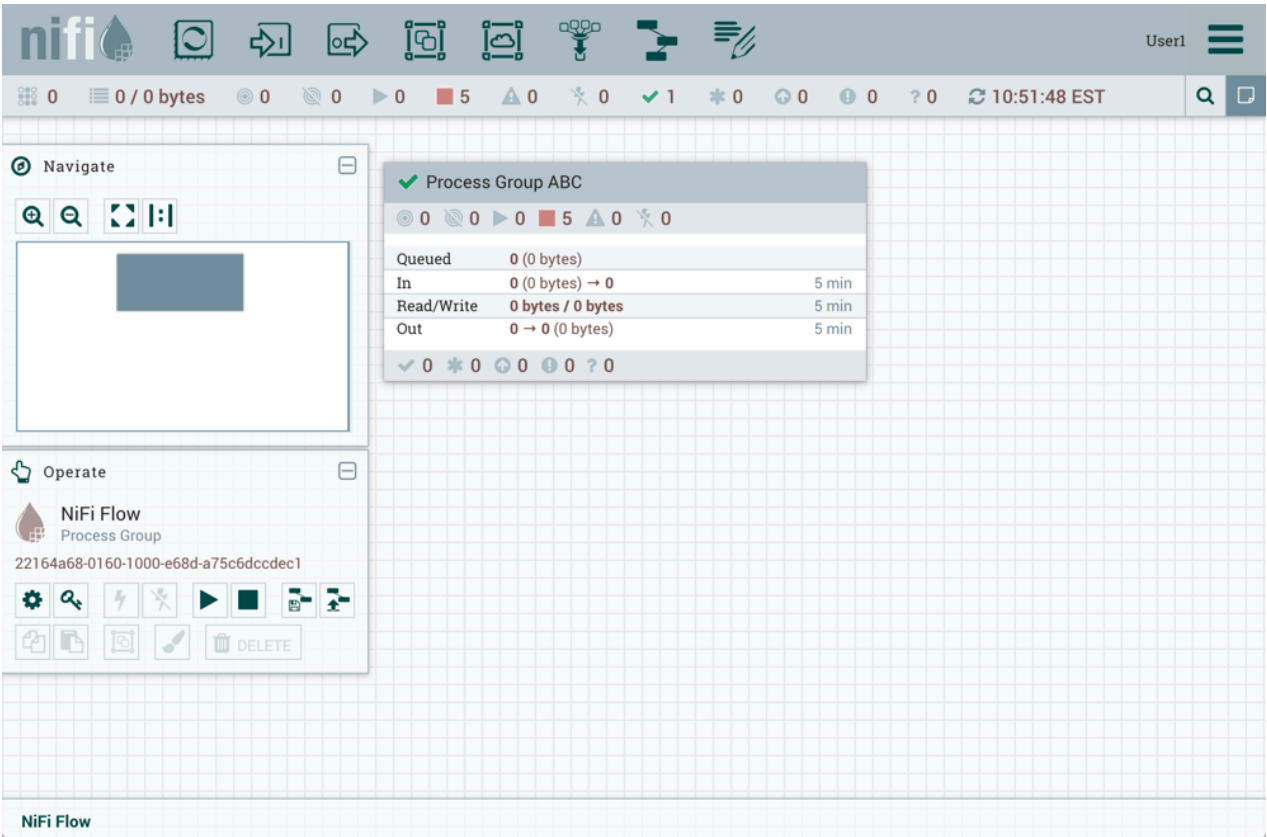 nifi
User1
0 0 / 0 bytes 0 0 0 5 0 0 1 0 0 0 ? 0 10:51:48 EST
Navigate
Process Group ABC
0 0 0 5 0 0
Queued 0 (0 bytes)
In 0 (0 bytes) → 0 5 min
Read/Write 0 bytes / 0 bytes 5 min
Out 0 → 0 (0 bytes) 5 min
0 0 0 0 ? 0
Operate
NiFi Flow
Process Group
22164a68-0160-1000-e68d-a75c6dccdec1
DELETE
NiFi Flow